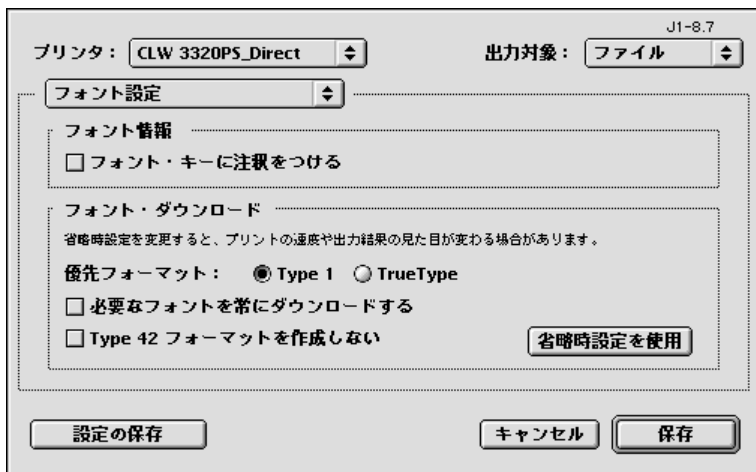 J1-8.7
プリンタ： CLW 3320PS_Direct 出力対象： ファイル
フォント設定
フォント情報
フォント・キーに注釈をつける
フォント・ダウンロード
省略時設定を変更すると、プリントの速度や出力結果の見た目が変わる場合があります。
優先フォーマット： Type 1 TrueType
必要なフォントを常にダウンロードする
Type 42 フォーマットを作成しない
省略時設定を使用
設定の保存 キャンセル 保存